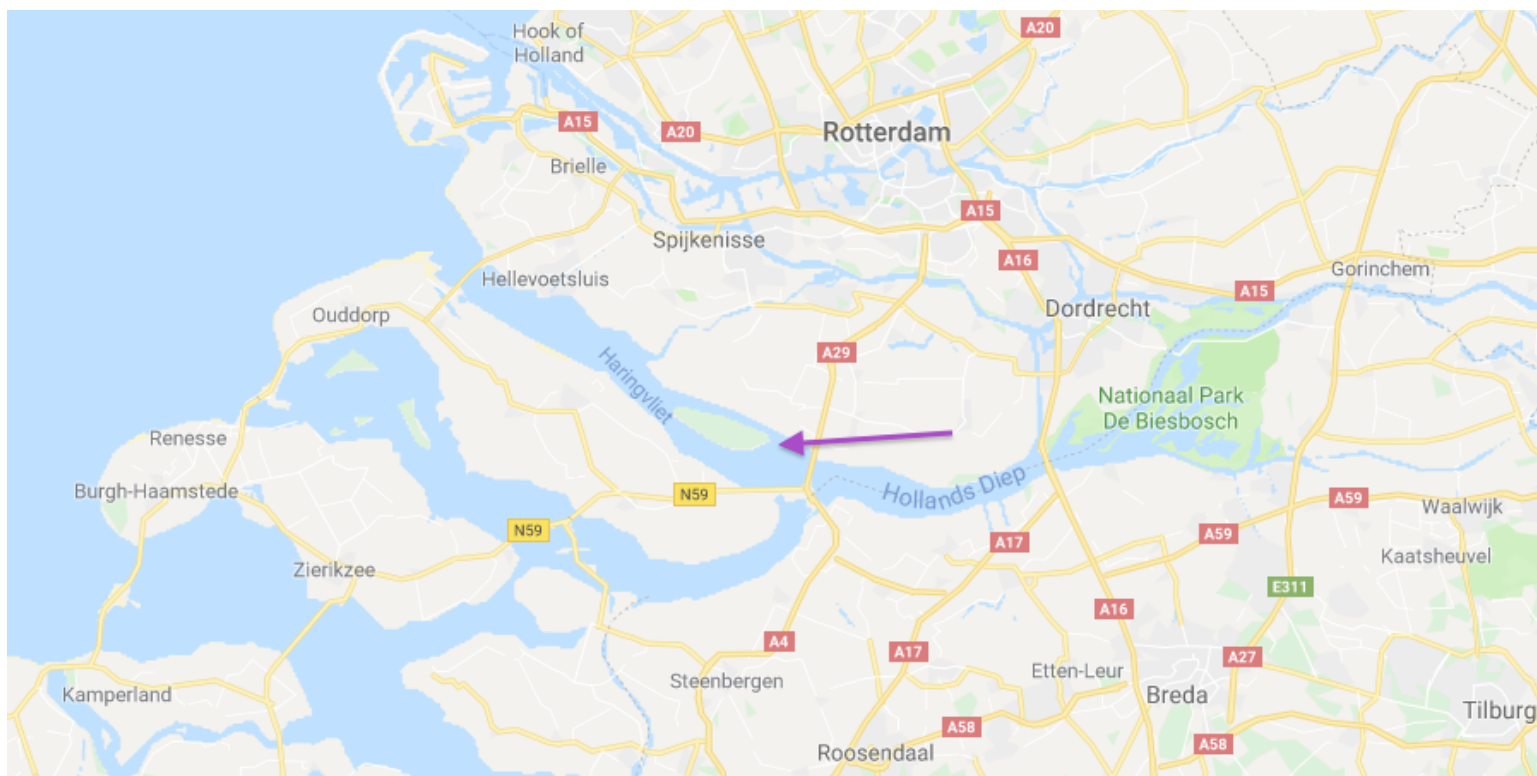 Hook of
Holland
A20
A15
A20
Rotterdam
Brielle
A15
Spijkenisse
A16
Hellevoetsluis
Gorinchem
A15
Ouddorp
Dordrecht
A29
Haringvliet
Nationaal Park
De Biesbosch
Renesse
Burgh-Haamstede
N59
Hollands Diep
A59
Waalwijk
N59
A17
A59
Kaatsheuvel
Zierikzee
E311
A16
A4
A17
A27
Steenbergen
Etten-Leur
Kamperland
Breda
Tilburg
A58
A58
Roosendaal